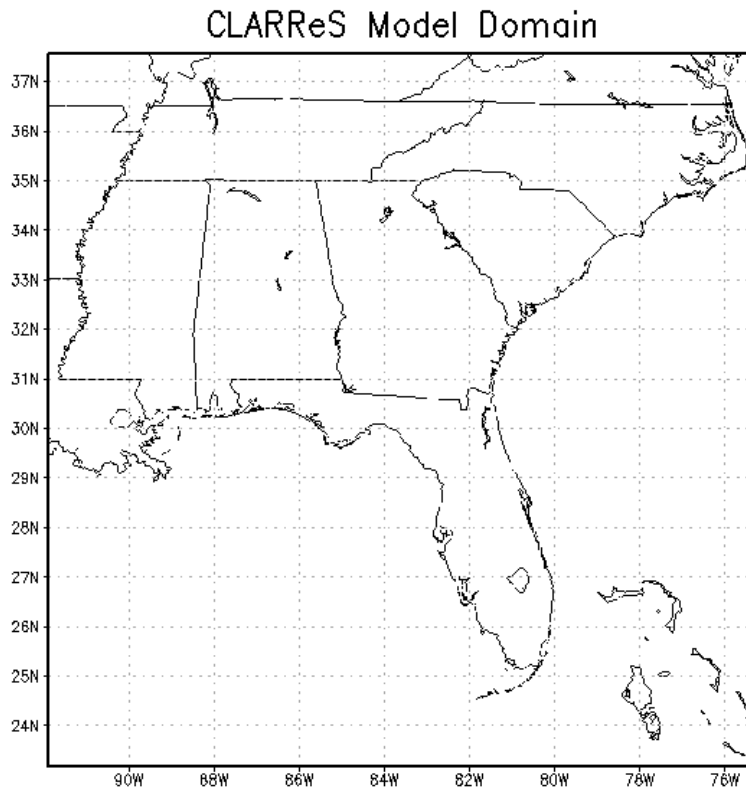 CLARReS Model Domain
37N
36N
35N
34N
33N
32N
31N
30N
29N
28N
27N
26N
25N
24N
90W 88W 86W 84W 82W 80W 78W 76W